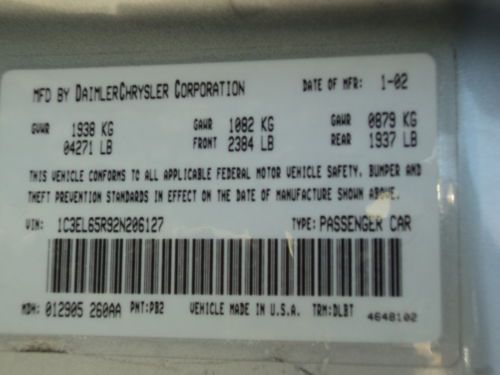 MFD BY DAIMLERCHRYSLER CORPORATION DATE OF MFR: 1-02
GVWR 1938 KG GAWR 1082 KG GAWR 0879 KG
04271 LB FRONT 2384 LB REAR 1937 LB
THIS VEHICLE CONFORMS TO ALL APPLICABLE FEDERAL MOTOR VEHICLE SAFETY, BUMPER AND
THEFT PREVENTION STANDARDS IN EFFECT ON THE DATE OF MANUFACTURE SHOWN ABOVE.
VIN: 1C3EL65R92N206127 TYPE: PASSENGER CAR
MDH: 012905 260AA PNT:PB2 VEHICLE MADE IN U.S.A. TRM:DLBT 4648102